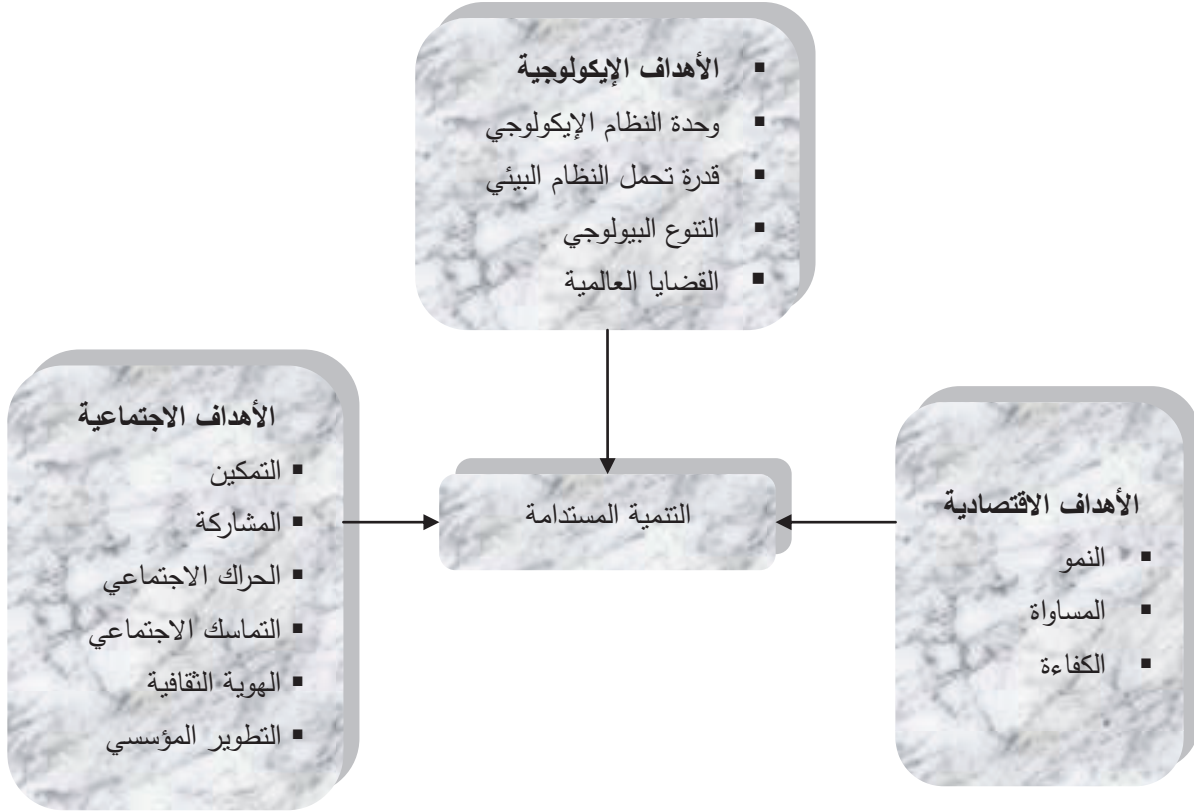 ▪ الأهداف الإيكولوجية
▪ وحدة النظام الإيكولوجي
▪ قدرة تحمل النظام البيئي
▪ التنوع البيولوجي
▪ القضايا العالمية
الأهداف الاقتصادية
▪ النمو
▪ المساواة
▪ الكفاءة
التنمية المستدامة
الأهداف الاجتماعية
▪ التمكين
▪ المشاركة
▪ الحراك الاجتماعي
▪ التماسك الاجتماعي
▪ الهوية الثقافية
▪ التطوير المؤسسي